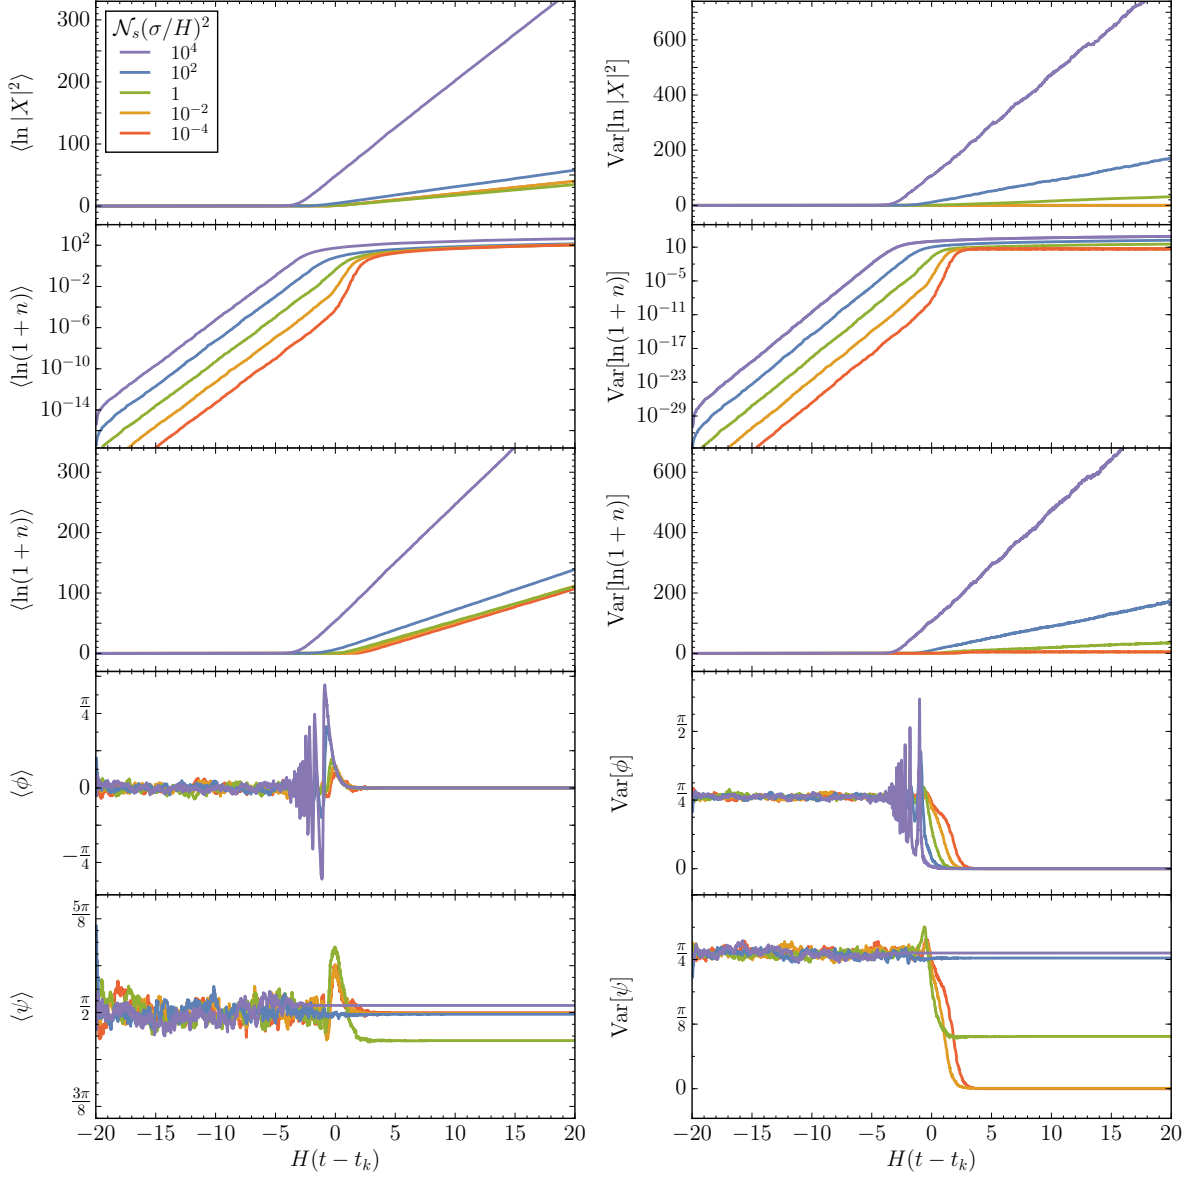 300
200
100
0
⟨ln |X|²⟩
𝒩ₛ(σ/H)²
10⁴
10²
1
10⁻²
10⁻⁴
600
400
200
0
Var[ln |X|²]
10²
10⁻²
10⁻⁶
10⁻¹⁰
10⁻¹⁴
⟨ln(1 + n)⟩
10
10⁻⁵
10⁻¹¹
10⁻¹⁷
10⁻²³
10⁻²⁹
Var[ln(1 + n)]
300
200
100
0
⟨ln(1 + n)⟩
600
400
200
0
Var[ln(1 + n)]
π/4
0
−π/4
⟨ϕ⟩
π/2
π/4
0
Var[ϕ]
5π/8
π/2
3π/8
⟨ψ⟩
π/4
π/8
0
Var[ψ]
−20 −15 −10 −5 0 5 10 15 20
H(t − tₖ)
−20 −15 −10 −5 0 5 10 15 20
H(t − tₖ)